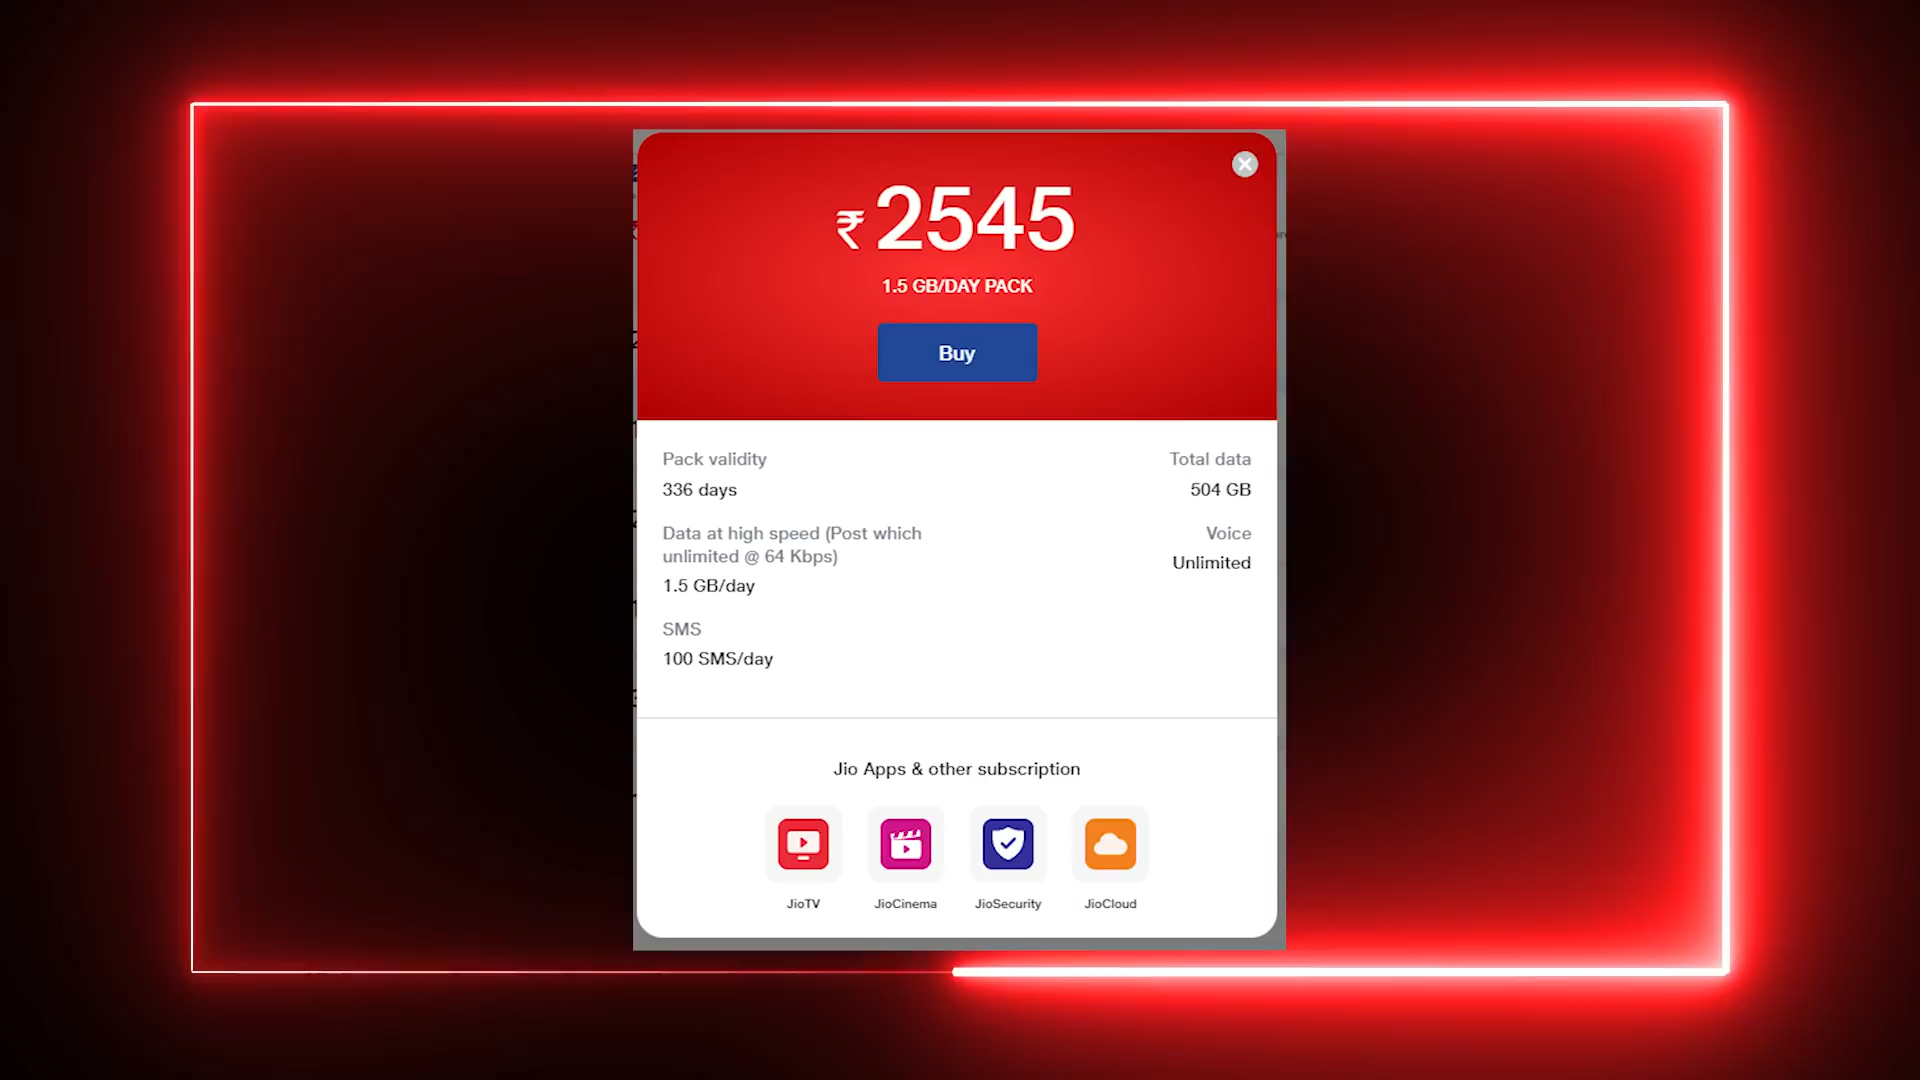 ₹2545
1.5 GB/DAY PACK
Buy
Pack validity
336 days
Total data
504 GB
Data at high speed (Post which
unlimited @ 64 Kbps)
1.5 GB/day
Voice
Unlimited
SMS
100 SMS/day
Jio Apps & other subscription
JioTV
JioCinema
JioSecurity
JioCloud